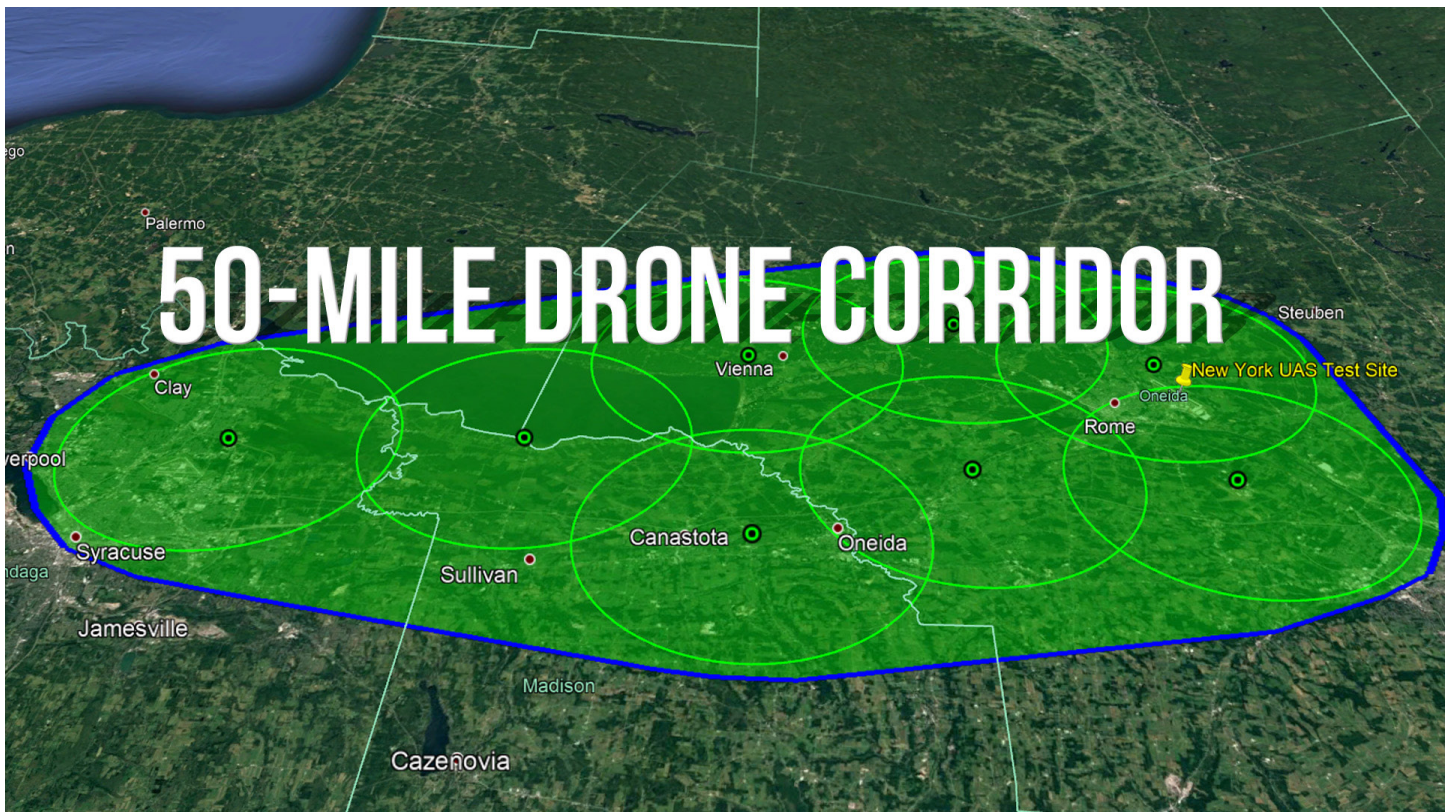 ego
Palermo
50-MILE DRONE CORRIDOR
Steuben
Vienna
New York UAS Test Site
Clay
Oneida
Rome
verpool
Canastota
Oneida
Syracuse
Sullivan
ndaga
Jamesville
Madison
Cazenovia